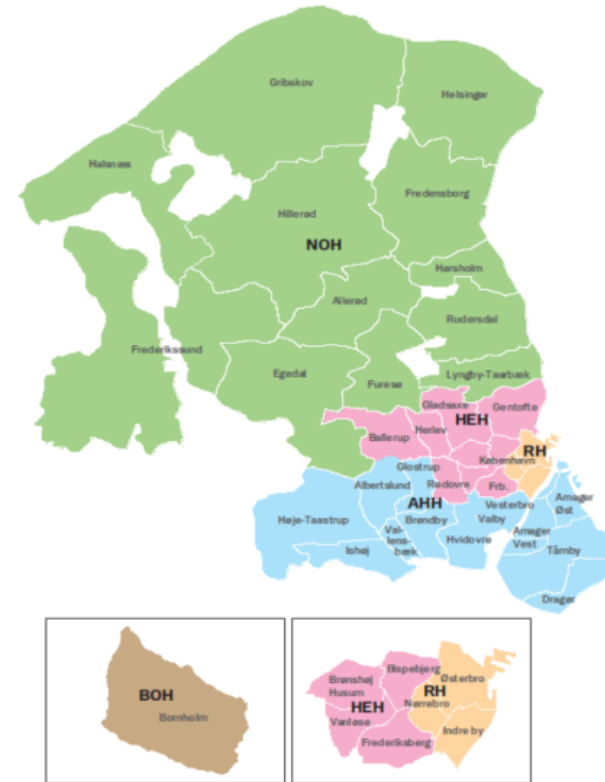 Gribskov
Helsingør
Halsnæs
Fredensborg
Hillerød
NOH
Hørsholm
Allerød
Rudersdal
Frederikssund
Egedal
Furesø
Lyngby-Taarbæk
Gladsaxe
Gentofte
HEH
Herlev
Ballerup
RH
København
Glostrup
Rødovre
Frb.
Albertslund
AHH
Vesterbro
Valby
Amager
Øst
Høje-Taastrup
Brøndby
Val-
lens-
bæk
Hvidovre
Amager
Vest
Tårnby
Ishøj
Dragør
BOH
Bornholm
Bispebjerg
Østerbro
Brønshøj
Husum
RH
HEH
Nørrebro
Vanløse
Indre by
Frederiksberg